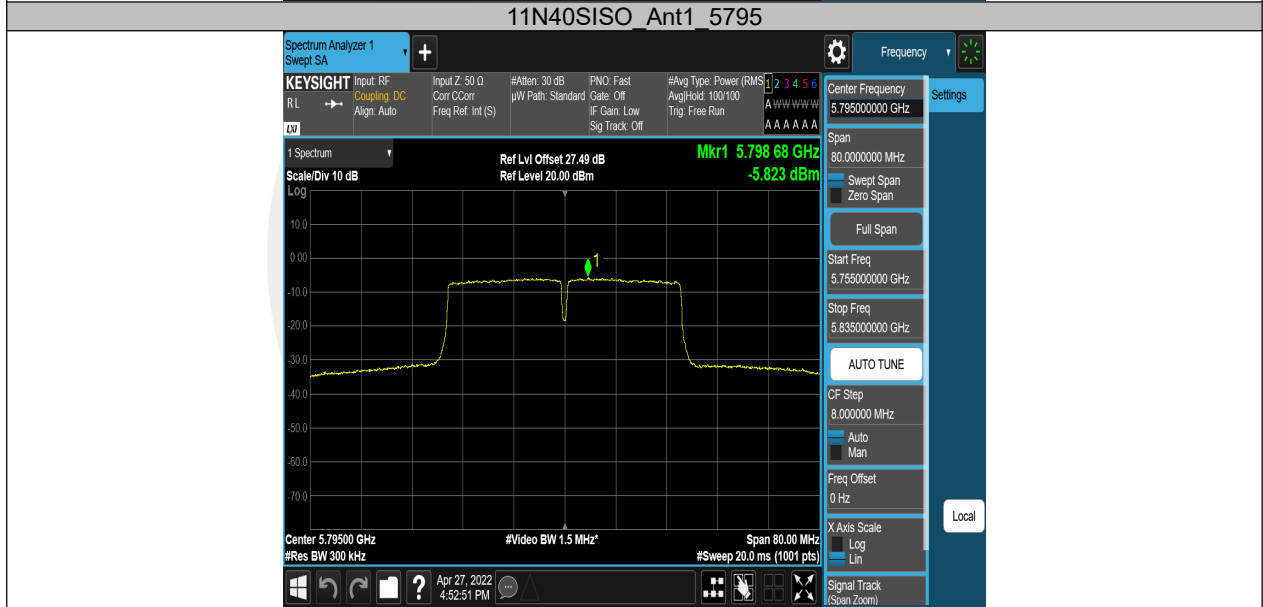 11N40SISO_Ant1_5795
Spectrum Analyzer 1
Swept SA
+
Frequency
KEYSIGHT
RL
LXI
Input: RF
Coupling: DC
Align: Auto
Input Z: 50 Ω
Corr CCorr
Freq Ref: Int (S)
#Atten: 30 dB
µW Path: Standard
PNO: Fast
Gate: Off
IF Gain: Low
Sig Track: Off
#Avg Type: Power (RMS
Avg|Hold: 100/100
Trig: Free Run
1 2 3 4 5 6
A W W W W W
A A A A A A
1 Spectrum
Scale/Div 10 dB
Ref Lvl Offset 27.49 dB
Ref Level 20.00 dBm
Mkr1 5.798 68 GHz
-5.823 dBm
Log
10.0
0.00
-10.0
-20.0
-30.0
-40.0
-50.0
-60.0
-70.0
1
Center 5.79500 GHz
#Res BW 300 kHz
#Video BW 1.5 MHz*
Span 80.00 MHz
#Sweep 20.0 ms (1001 pts)
Apr 27, 2022
4:52:51 PM
?
Center Frequency
5.795000000 GHz
Span
80.0000000 MHz
Swept Span
Zero Span
Full Span
Start Freq
5.755000000 GHz
Stop Freq
5.835000000 GHz
AUTO TUNE
CF Step
8.000000 MHz
Auto
Man
Freq Offset
0 Hz
X Axis Scale
Log
Lin
Signal Track
(Span Zoom)
Settings
Local